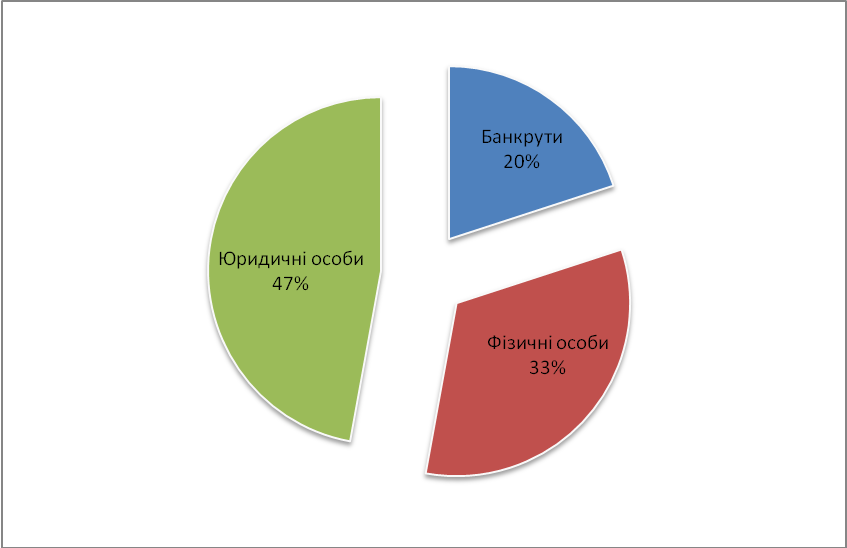 Банкрути
20%
Юридичні особи
47%
Фізичні особи
33%